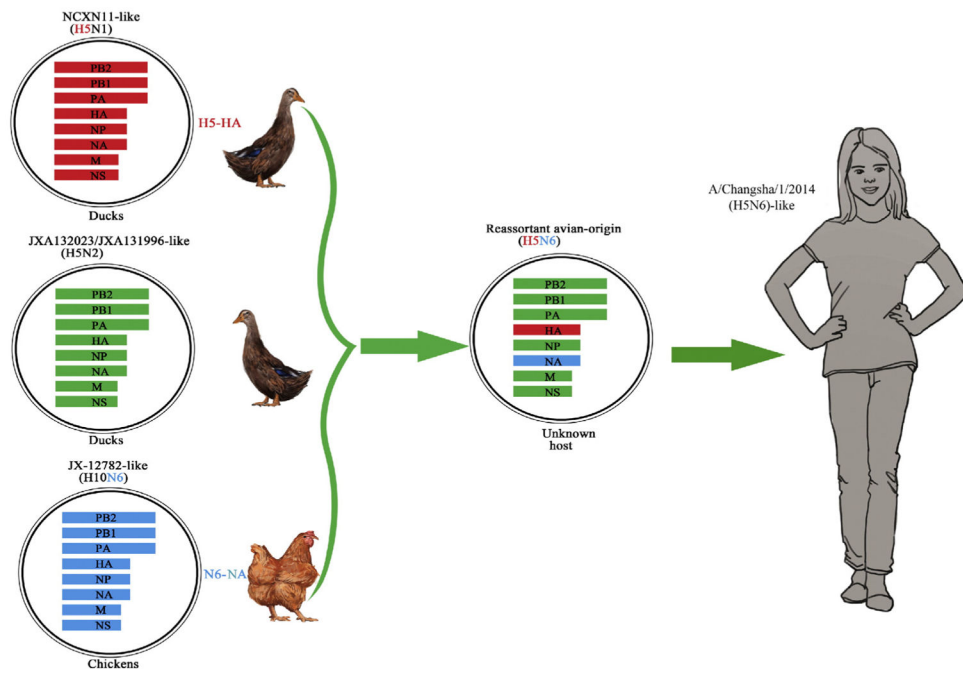 NCXN11-like
(H5N1)
PB2
PB1
PA
HA
NP
NA
M
NS
H5-HA
Ducks
JXA132023/JXA131996-like
(H5N2)
PB2
PB1
PA
HA
NP
NA
M
NS
Ducks
JX-12782-like
(H10N6)
PB2
PB1
PA
HA
NP
NA
M
NS
N6-NA
Chickens
Reassortant avian-origin
(H5N6)
PB2
PB1
PA
HA
NP
NA
M
NS
Unknown
host
A/Changsha/1/2014
(H5N6)-like